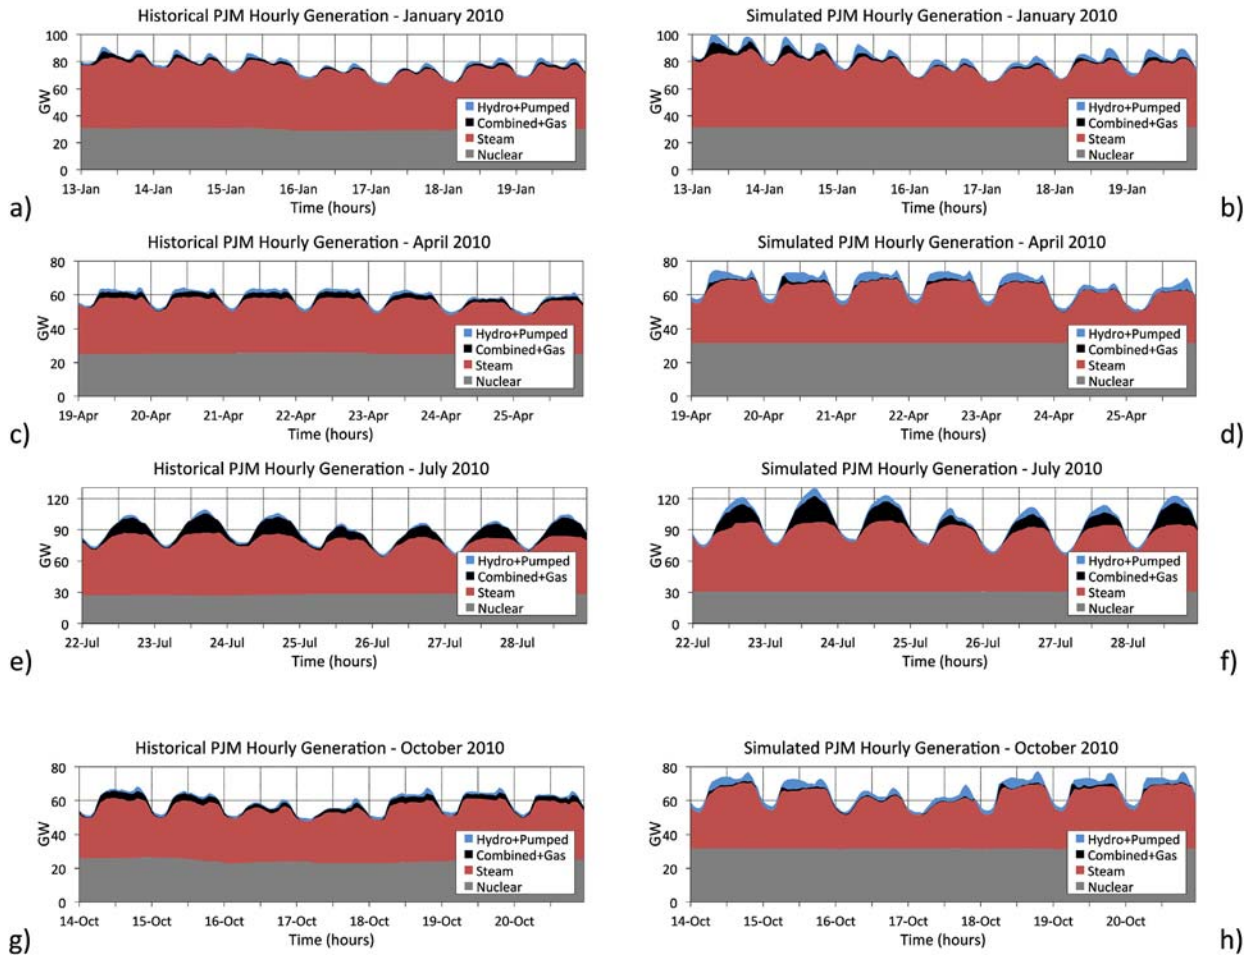 Historical PJM Hourly Generation - January 2010
100
80
60
40
20
0
GW
Hydro+Pumped
Combined+Gas
Steam
Nuclear
13-Jan 14-Jan 15-Jan 16-Jan 17-Jan 18-Jan 19-Jan
Time (hours)
a)
Simulated PJM Hourly Generation - January 2010
100
80
60
40
20
0
GW
Hydro+Pumped
Combined+Gas
Steam
Nuclear
13-Jan 14-Jan 15-Jan 16-Jan 17-Jan 18-Jan 19-Jan
Time (hours)
b)
Historical PJM Hourly Generation - April 2010
80
60
40
20
0
GW
Hydro+Pumped
Combined+Gas
Steam
Nuclear
19-Apr 20-Apr 21-Apr 22-Apr 23-Apr 24-Apr 25-Apr
Time (hours)
c)
Simulated PJM Hourly Generation - April 2010
80
60
40
20
0
GW
Hydro+Pumped
Combined+Gas
Steam
Nuclear
19-Apr 20-Apr 21-Apr 22-Apr 23-Apr 24-Apr 25-Apr
Time (hours)
d)
Historical PJM Hourly Generation - July 2010
120
90
60
30
0
GW
Hydro+Pumped
Combined+Gas
Steam
Nuclear
22-Jul 23-Jul 24-Jul 25-Jul 26-Jul 27-Jul 28-Jul
Time (hours)
e)
Simulated PJM Hourly Generation - July 2010
120
90
60
30
0
GW
Hydro+Pumped
Combined+Gas
Steam
Nuclear
22-Jul 23-Jul 24-Jul 25-Jul 26-Jul 27-Jul 28-Jul
Time (hours)
f)
Historical PJM Hourly Generation - October 2010
80
60
40
20
0
GW
Hydro+Pumped
Combined+Gas
Steam
Nuclear
14-Oct 15-Oct 16-Oct 17-Oct 18-Oct 19-Oct 20-Oct
Time (hours)
g)
Simulated PJM Hourly Generation - October 2010
80
60
40
20
0
GW
Hydro+Pumped
Combined+Gas
Steam
Nuclear
14-Oct 15-Oct 16-Oct 17-Oct 18-Oct 19-Oct 20-Oct
Time (hours)
h)